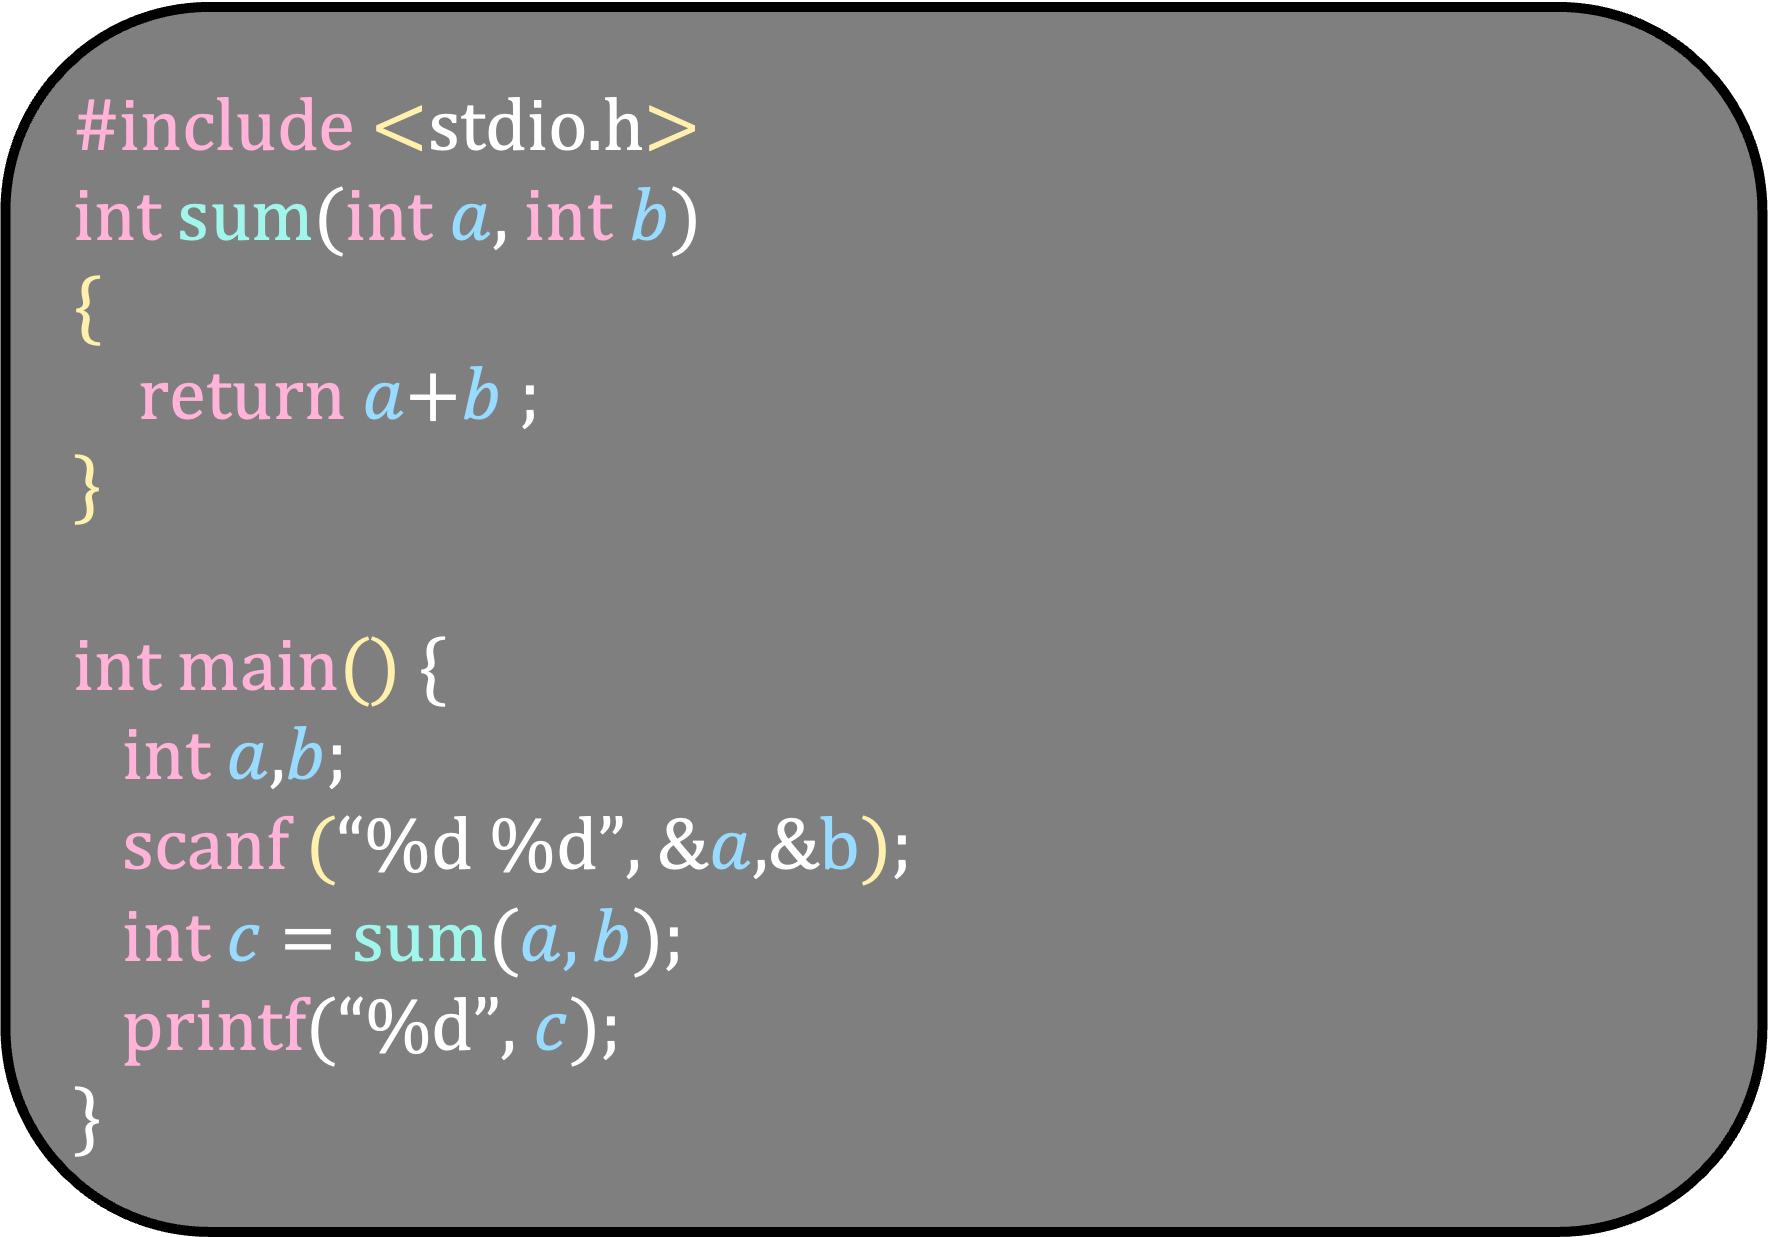 #include <stdio.h>
int sum(int a, int b)
{
return a+b ;
}
int main() {
int a,b;
scanf (“%d %d”, &a,&b);
int c = sum(a, b);
printf(“%d”, c);
}